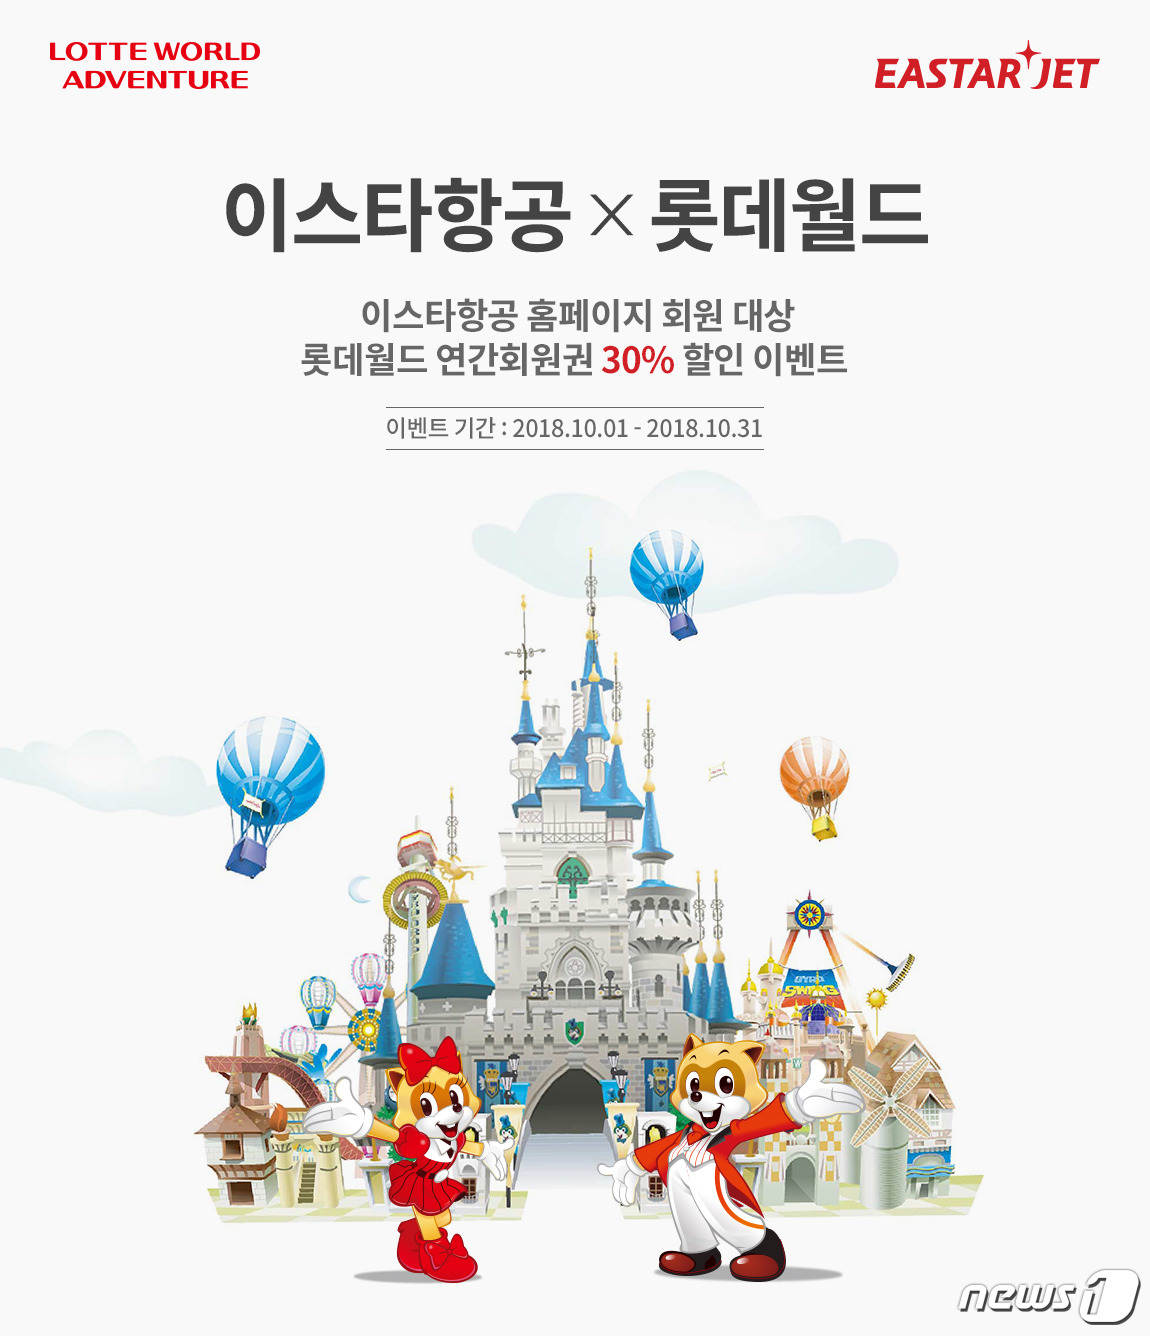 LOTTE WORLD
ADVENTURE
EASTAR JET
이스타항공 × 롯데월드
이스타항공 홈페이지 회원 대상
롯데월드 연간회원권 30% 할인 이벤트
이벤트 기간 : 2018.10.01 - 2018.10.31
GYRO
SWING
news1